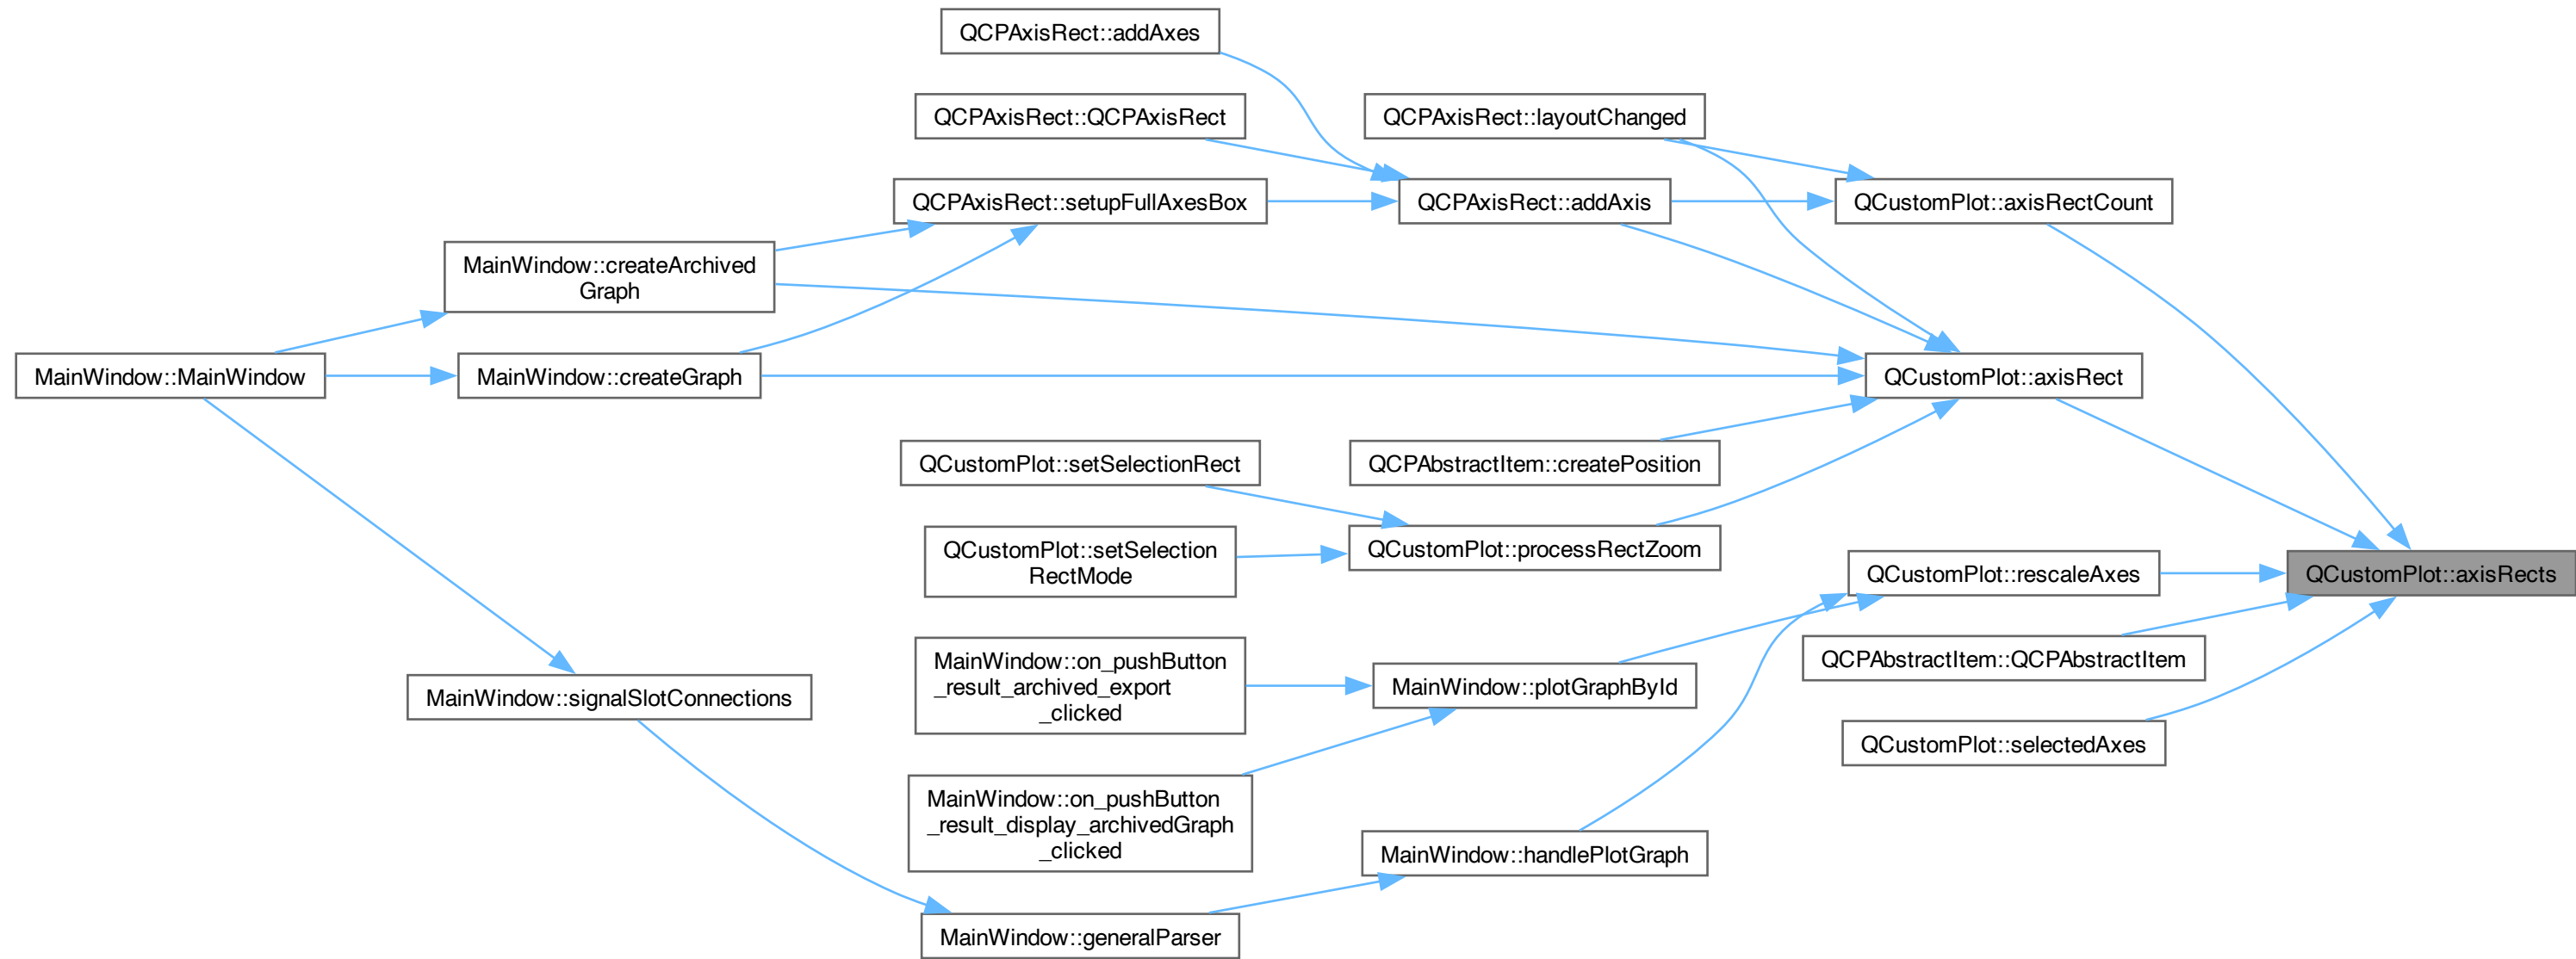 QCPAxisRect::addAxes
QCPAxisRect::QCPAxisRect
QCPAxisRect::layoutChanged
QCPAxisRect::setupFullAxesBox
QCPAxisRect::addAxis
QCustomPlot::axisRectCount
MainWindow::createArchived
Graph
MainWindow::MainWindow
MainWindow::createGraph
QCustomPlot::axisRect
QCustomPlot::setSelectionRect
QCPAbstractItem::createPosition
QCustomPlot::setSelection
RectMode
QCustomPlot::processRectZoom
QCustomPlot::rescaleAxes
QCustomPlot::axisRects
MainWindow::on_pushButton
_result_archived_export
_clicked
MainWindow::plotGraphById
QCPAbstractItem::QCPAbstractItem
MainWindow::signalSlotConnections
QCustomPlot::selectedAxes
MainWindow::on_pushButton
_result_display_archivedGraph
_clicked
MainWindow::handlePlotGraph
MainWindow::generalParser